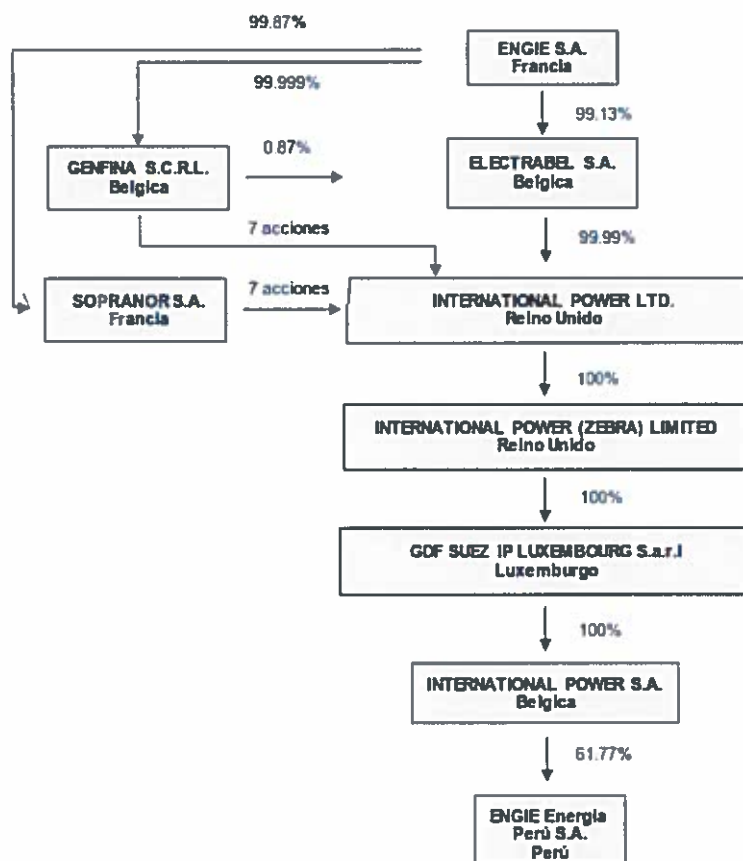 99.87%
ENGIE S.A.
Francia
99.999%
99.13%
0.87%
GENFINA S.C.R.L.
Belgica
ELECTRABEL S.A.
Belgica
7 acciones
99.99%
SOPRANOR S.A.
Francia
7 acciones
INTERNATIONAL POWER LTD.
Reino Unido
100%
INTERNATIONAL POWER (ZEBRA) LIMITED
Reino Unido
100%
GDF SUEZ IP LUXEMBOURG S.a.r.l
Luxemburgo
100%
INTERNATIONAL POWER S.A.
Belgica
61.77%
ENGIE Energía
Perú S.A.
Perú